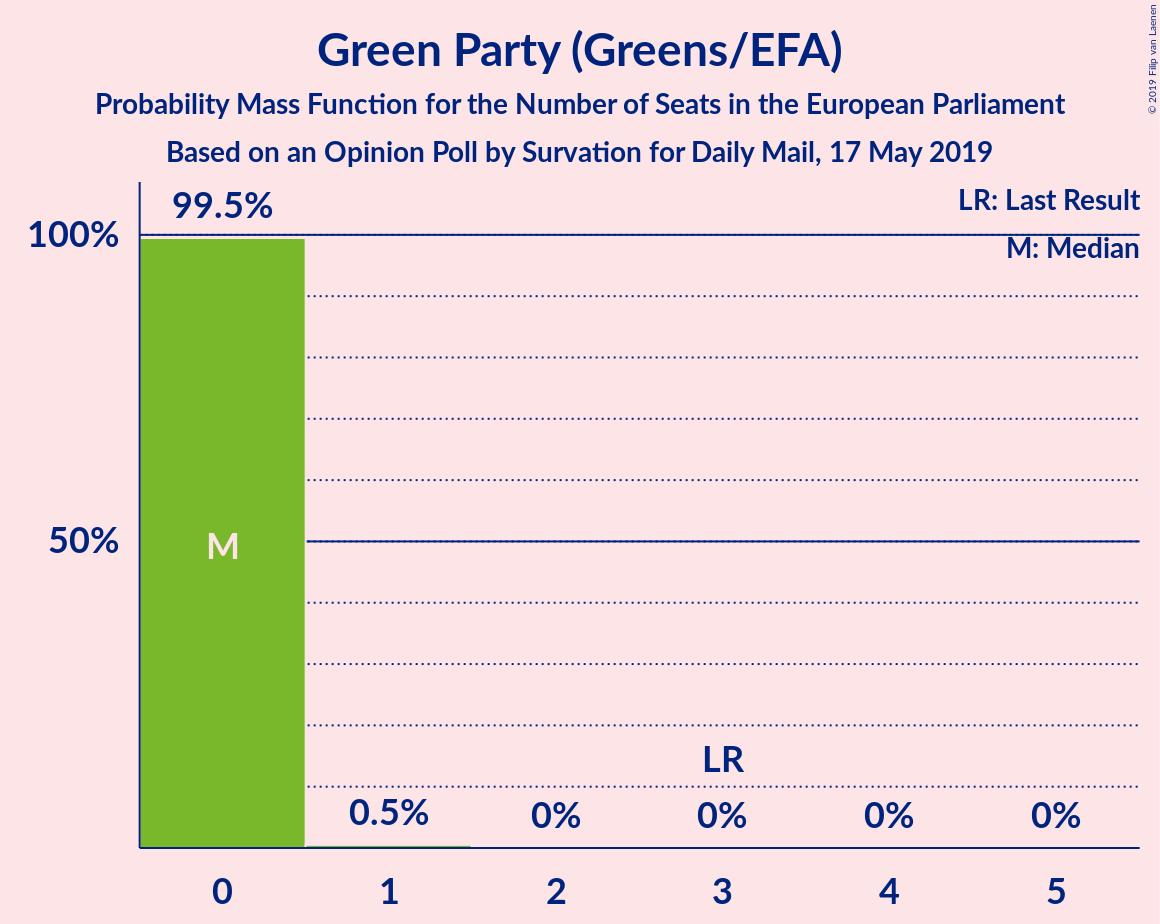 Green Party (Greens/EFA)
Probability Mass Function for the Number of Seats in the European Parliament
Based on an Opinion Poll by Survation for Daily Mail, 17 May 2019
© 2019 Filip van Laenen
LR: Last Result
M: Median
99.5%
100%
50%
M
LR
0.5%
0%
0%
0%
0%
0 1 2 3 4 5